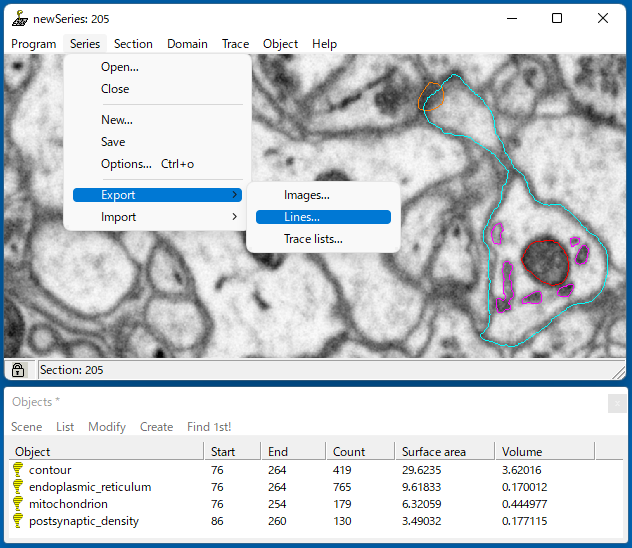 newSeries: 205
Program Series Section Domain Trace Object Help
Open...
Close
New...
Save
Options... Ctrl+o
Export
Import
Images...
Lines...
Trace lists...
Section: 205
Objects *
Scene List Modify Create Find 1st!
Object Start End Count Surface area Volume
contour 76 264 419 29.6235 3.62016
endoplasmic_reticulum 76 264 765 9.61833 0.170012
mitochondrion 76 254 179 6.32059 0.444977
postsynaptic_density 86 260 130 3.49032 0.177115